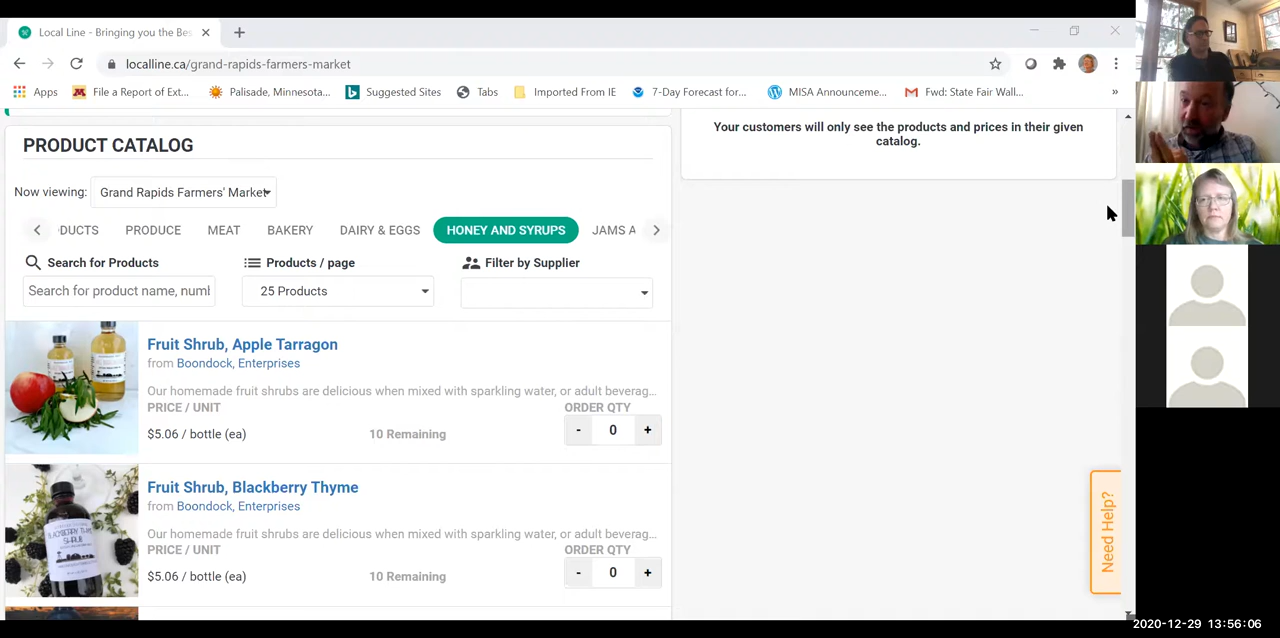 Local Line - Bringing you the Bes
localline.ca/grand-rapids-farmers-market
Apps
File a Report of Ext...
Palisade, Minnesota...
Suggested Sites
Tabs
Imported From IE
7-Day Forecast for...
MISA Announceme...
Fwd: State Fair Wall...
»
Your customers will only see the products and prices in their given
catalog.
PRODUCT CATALOG
Now viewing: Grand Rapids Farmers' Market
DUCTS PRODUCE MEAT BAKERY DAIRY & EGGS HONEY AND SYRUPS JAMS A
Search for Products
Products / page
Filter by Supplier
Search for product name, numl
25 Products
Fruit Shrub, Apple Tarragon
from Boondock, Enterprises
Our homemade fruit shrubs are delicious when mixed with sparkling water, or adult beverag...
PRICE / UNIT
ORDER QTY
$5.06 / bottle (ea)
10 Remaining
- 0 +
Fruit Shrub, Blackberry Thyme
from Boondock, Enterprises
Our homemade fruit shrubs are delicious when mixed with sparkling water, or adult beverag...
PRICE / UNIT
ORDER QTY
$5.06 / bottle (ea)
10 Remaining
- 0 +
BLACKBERRY THYME
SHRUB
Need Help?
2020-12-29 13:56:06